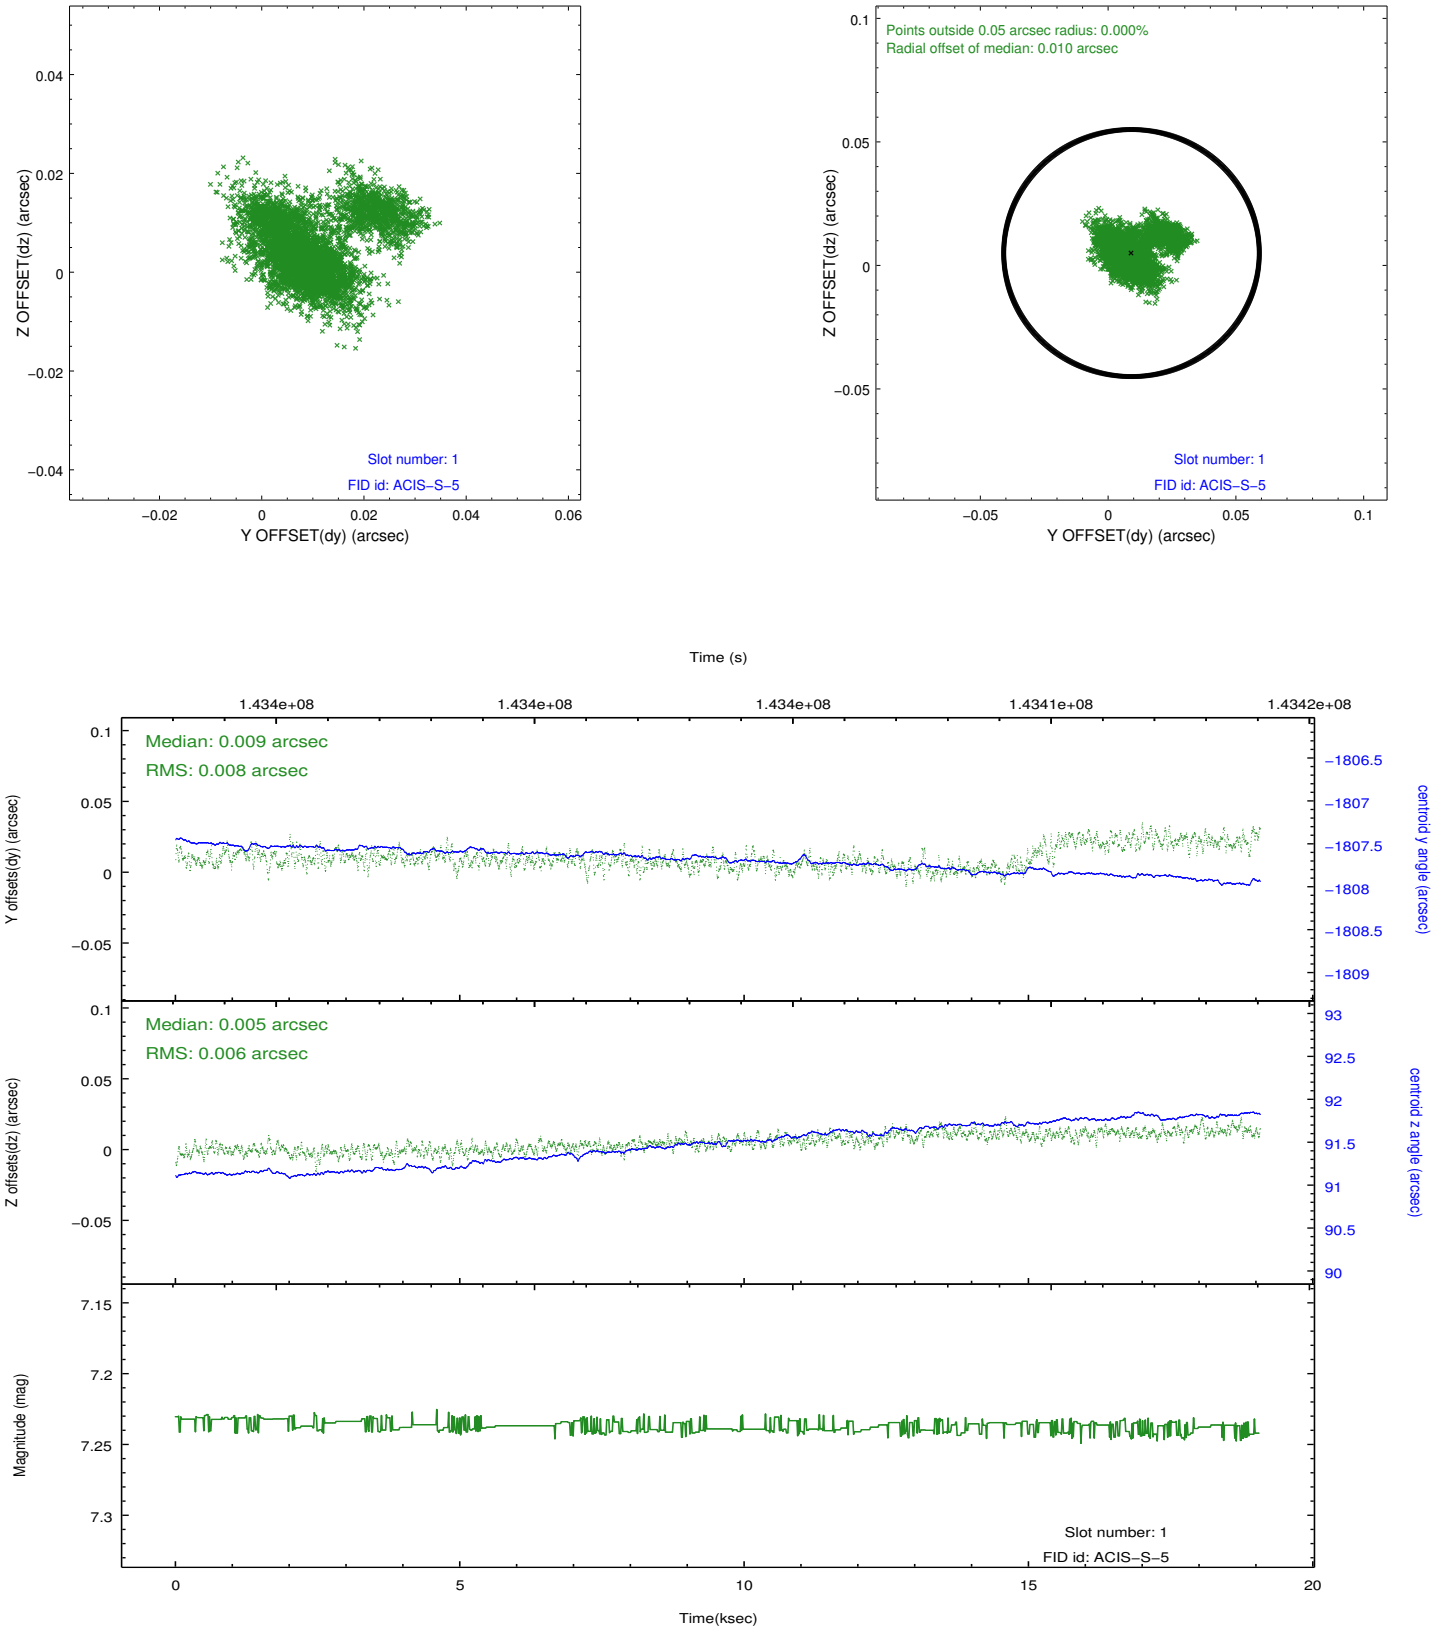 0.04
0.02
0
−0.02
−0.04
Z OFFSET(dz) (arcsec)
Slot number: 1
FID id: ACIS−S−5
−0.02
0
0.02
0.04
0.06
Y OFFSET(dy) (arcsec)
0.1
0.05
0
−0.05
Z OFFSET(dz) (arcsec)
Points outside 0.05 arcsec radius: 0.000%
Radial offset of median: 0.010 arcsec
Slot number: 1
FID id: ACIS−S−5
−0.05
0
0.05
0.1
Y OFFSET(dy) (arcsec)
Time (s)
1.434e+08
1.434e+08
1.434e+08
1.4341e+08
1.4342e+08
Median: 0.009 arcsec
RMS: 0.008 arcsec
0.1
0.05
0
−0.05
Y offsets(dy) (arcsec)
−1806.5
−1807
−1807.5
−1808
−1808.5
−1809
centroid y angle (arcsec)
Median: 0.005 arcsec
RMS: 0.006 arcsec
0.1
0.05
0
−0.05
Z offsets(dz) (arcsec)
93
92.5
92
91.5
91
90.5
90
centroid z angle (arcsec)
7.15
7.2
7.25
7.3
Magnitude (mag)
Slot number: 1
FID id: ACIS−S−5
0
5
10
15
20
Time(ksec)